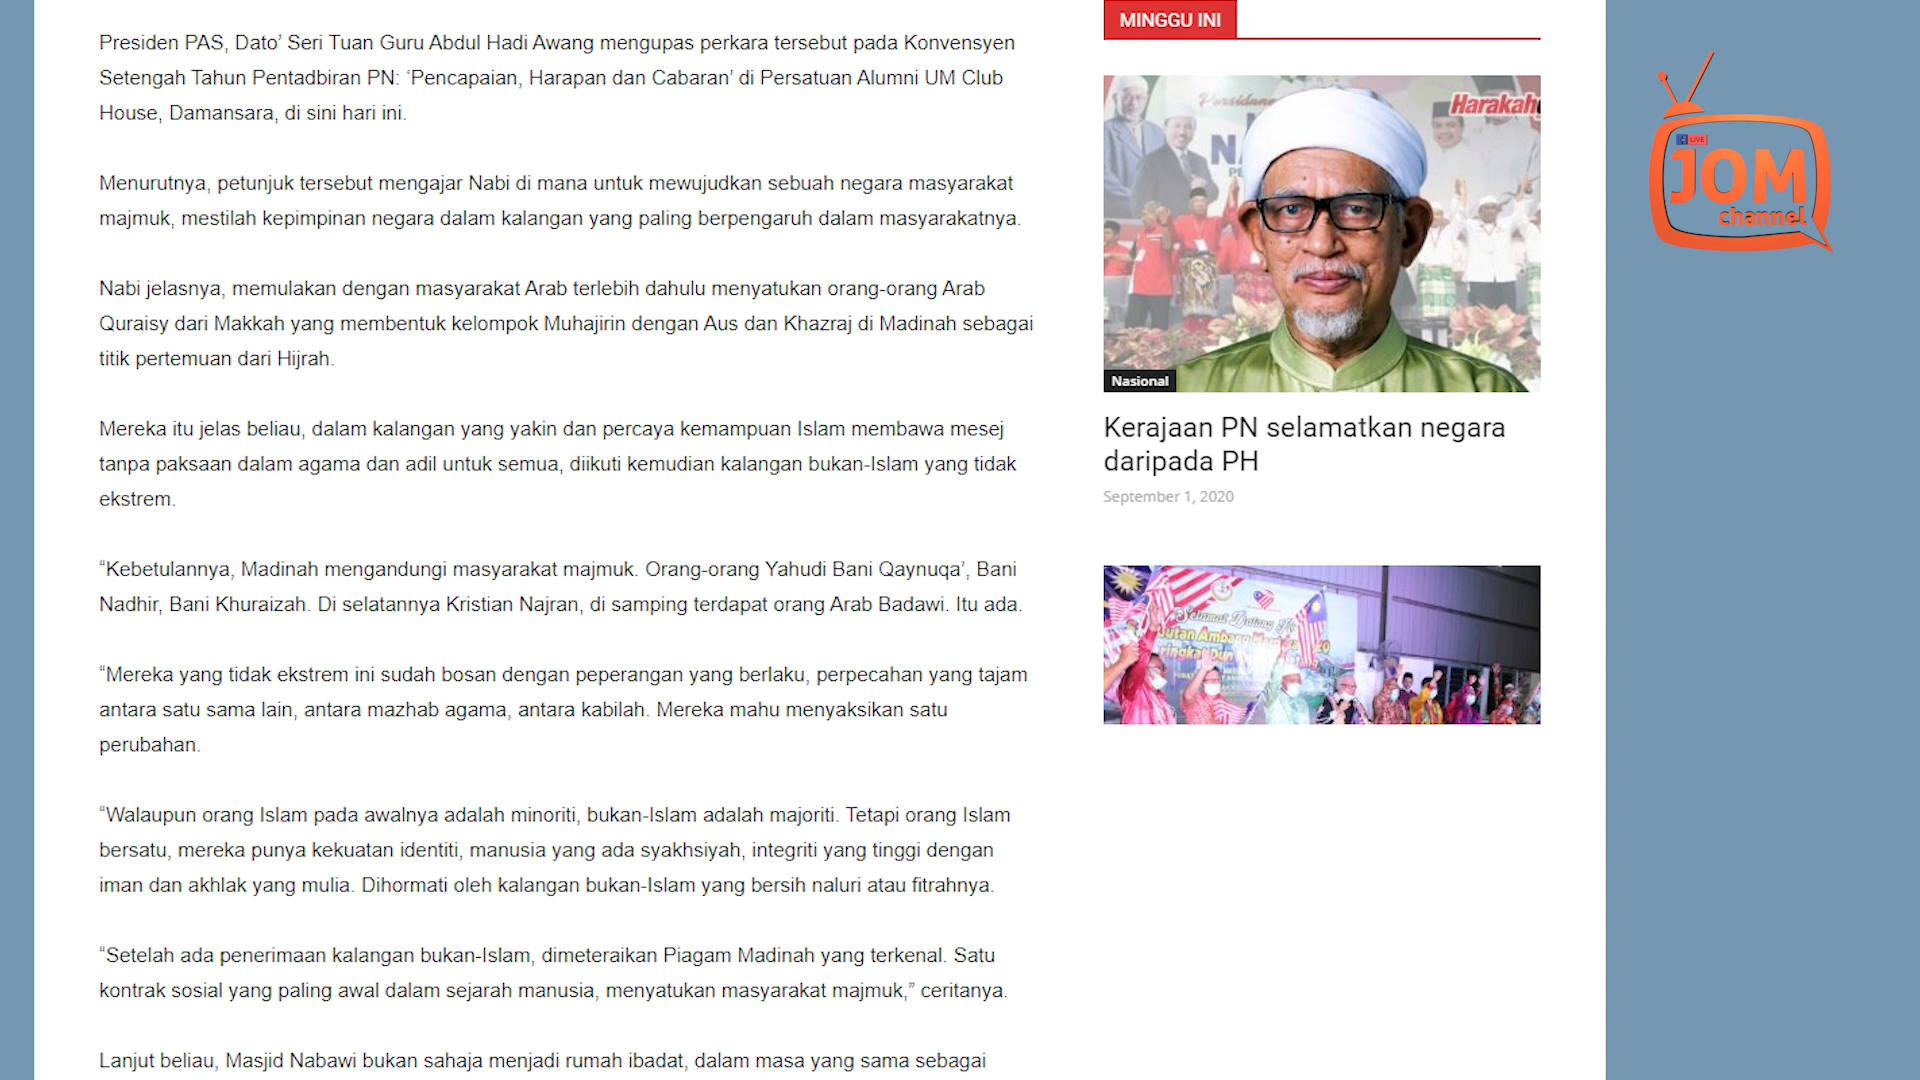 Presiden PAS, Dato’ Seri Tuan Guru Abdul Hadi Awang mengupas perkara tersebut pada Konvensyen
Setengah Tahun Pentadbiran PN: ‘Pencapaian, Harapan dan Cabaran’ di Persatuan Alumni UM Club
House, Damansara, di sini hari ini.
Menurutnya, petunjuk tersebut mengajar Nabi di mana untuk mewujudkan sebuah negara masyarakat
majmuk, mestilah kepimpinan negara dalam kalangan yang paling berpengaruh dalam masyarakatnya.
Nabi jelasnya, memulakan dengan masyarakat Arab terlebih dahulu menyatukan orang-orang Arab
Quraisy dari Makkah yang membentuk kelompok Muhajirin dengan Aus dan Khazraj di Madinah sebagai
titik pertemuan dari Hijrah.
Mereka itu jelas beliau, dalam kalangan yang yakin dan percaya kemampuan Islam membawa mesej
tanpa paksaan dalam agama dan adil untuk semua, diikuti kemudian kalangan bukan-Islam yang tidak
ekstrem.
“Kebetulannya, Madinah mengandungi masyarakat majmuk. Orang-orang Yahudi Bani Qaynuqa’, Bani
Nadhir, Bani Khuraizah. Di selatannya Kristian Najran, di samping terdapat orang Arab Badawi. Itu ada.
“Mereka yang tidak ekstrem ini sudah bosan dengan peperangan yang berlaku, perpecahan yang tajam
antara satu sama lain, antara mazhab agama, antara kabilah. Mereka mahu menyaksikan satu
perubahan.
“Walaupun orang Islam pada awalnya adalah minoriti, bukan-Islam adalah majoriti. Tetapi orang Islam
bersatu, mereka punya kekuatan identiti, manusia yang ada syakhsiyah, integriti yang tinggi dengan
iman dan akhlak yang mulia. Dihormati oleh kalangan bukan-Islam yang bersih naluri atau fitrahnya.
“Setelah ada penerimaan kalangan bukan-Islam, dimeteraikan Piagam Madinah yang terkenal. Satu
kontrak sosial yang paling awal dalam sejarah manusia, menyatukan masyarakat majmuk,” ceritanya.
Lanjut beliau, Masjid Nabawi bukan sahaja menjadi rumah ibadat, dalam masa yang sama sebagai
MINGGU INI
Harakah
Nasional
Kerajaan PN selamatkan negara
daripada PH
September 1, 2020
Selamat Datang
LIVE
JOM
channel